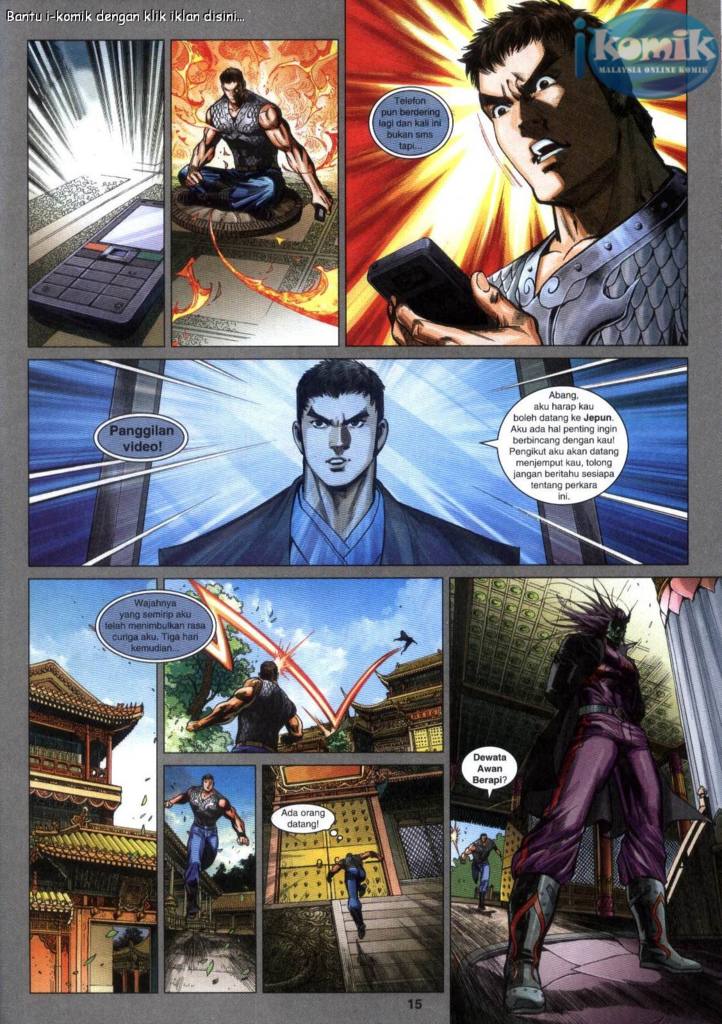 Bantu i-komik dengan klik iklan disini...
ikomik
MALAYSIA ONLINE KOMIK
Telefon
pun berdering
lagi dan kali ini
bukan sms
tapi...
Panggilan
video!
Abang,
aku harap kau
boleh datang ke Jepun.
Aku ada hal penting ingin
berbincang dengan kau!
Pengikut aku akan datang
menjemput kau, tolong
jangan beritahu sesiapa
tentang perkara
ini.
Wajahnya
yang semirip aku
telah menimbulkan rasa
curiga aku. Tiga hari
kemudian...
Ada orang
datang!
Dewata
Awan
Berapi?
15